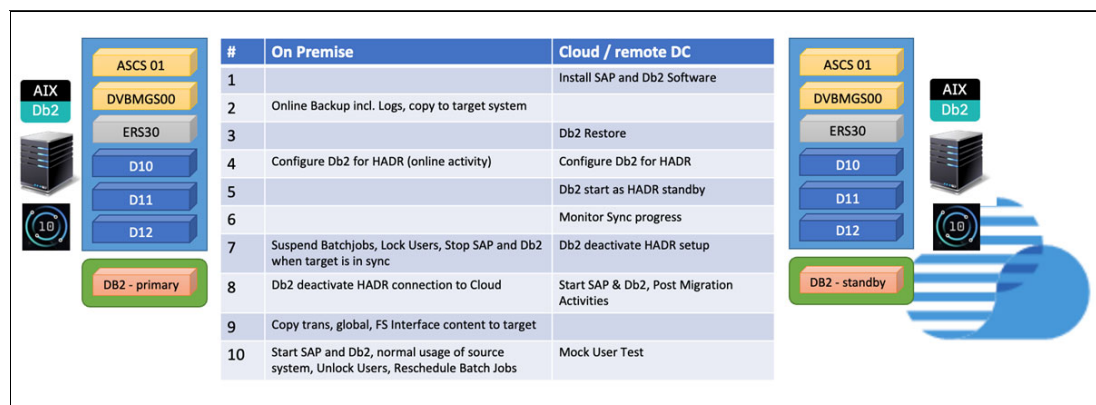 AIX
Db2
10
ASCS 01
DVBMGS00
ERS30
D10
D11
D12
DB2 - primary
# On Premise Cloud / remote DC
1 Install SAP and Db2 Software
2 Online Backup incl. Logs, copy to target system
3 Db2 Restore
4 Configure Db2 for HADR (online activity) Configure Db2 for HADR
5 Db2 start as HADR standby
6 Monitor Sync progress
7 Suspend Batchjobs, Lock Users, Stop SAP and Db2 Db2 deactivate HADR setup
when target is in sync
8 Db2 deactivate HADR connection to Cloud Start SAP & Db2, Post Migration
Activities
9 Copy trans, global, FS Interface content to target
10 Start SAP and Db2, normal usage of source Mock User Test
system, Unlock Users, Reschedule Batch Jobs
ASCS 01
DVBMGS00
ERS30
D10
D11
D12
DB2 - standby
AIX
Db2
10